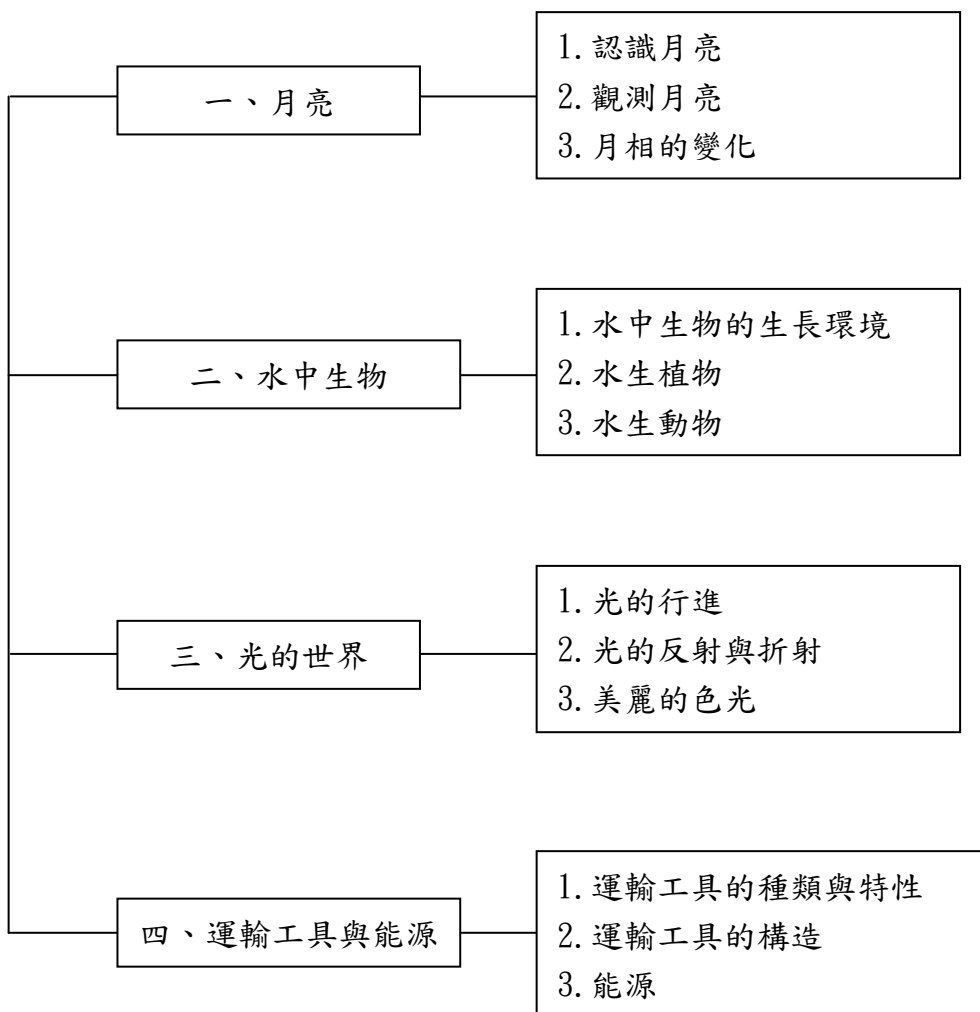 一、月亮
1.認識月亮
2.觀測月亮
3.月相的變化
二、水中生物
1.水中生物的生長環境
2.水生植物
3.水生動物
三、光的世界
1.光的行進
2.光的反射與折射
3.美麗的色光
四、運輸工具與能源
1.運輸工具的種類與特性
2.運輸工具的構造
3.能源